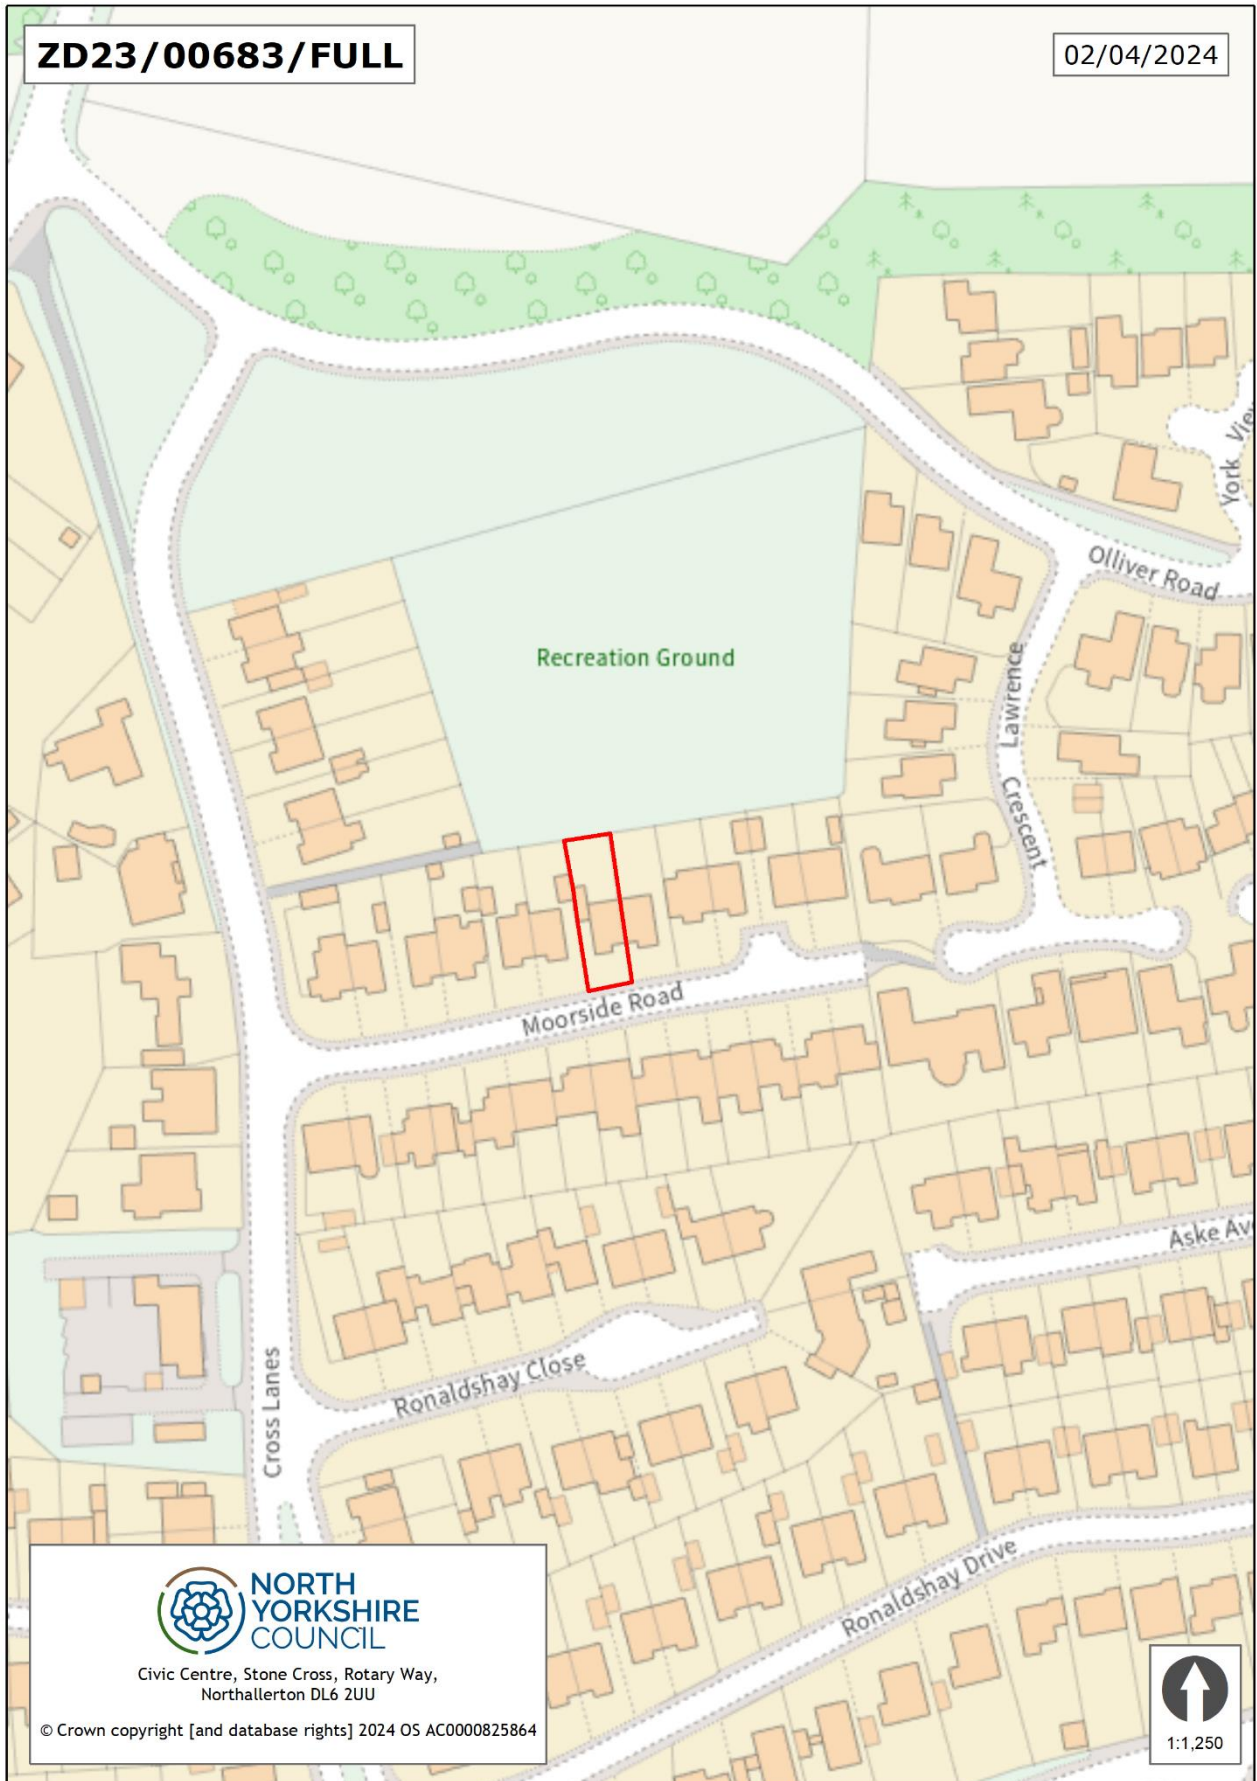 ZD23/00683/FULL
02/04/2024
York Vie
Olliver Road
Recreation Ground
Lawrence Crescent
Moorside Road
Aske Av
Ronaldshay Close
Cross Lanes
Ronaldshay Drive
NORTH
YORKSHIRE
COUNCIL
Civic Centre, Stone Cross, Rotary Way,
Northallerton DL6 2UU
© Crown copyright [and database rights] 2024 OS AC0000825864
1:1,250